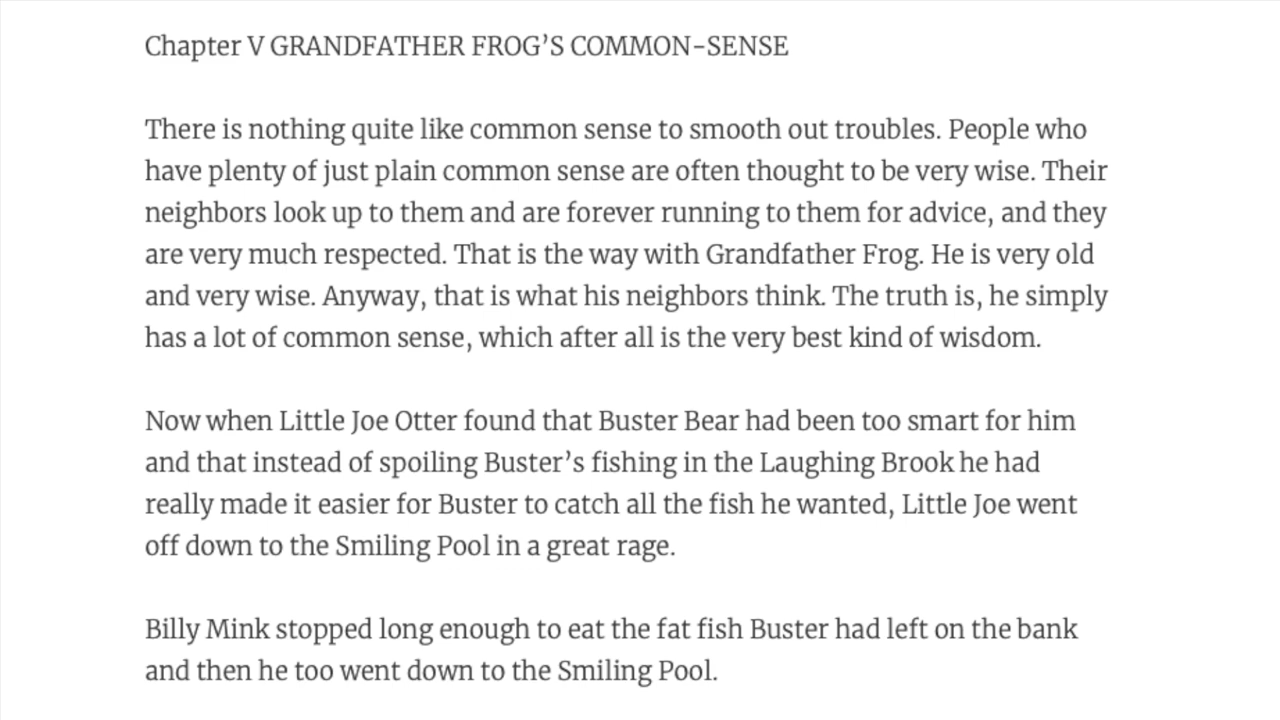 Chapter V GRANDFATHER FROG’S COMMON-SENSE
There is nothing quite like common sense to smooth out troubles. People who
have plenty of just plain common sense are often thought to be very wise. Their
neighbors look up to them and are forever running to them for advice, and they
are very much respected. That is the way with Grandfather Frog. He is very old
and very wise. Anyway, that is what his neighbors think. The truth is, he simply
has a lot of common sense, which after all is the very best kind of wisdom.
Now when Little Joe Otter found that Buster Bear had been too smart for him
and that instead of spoiling Buster’s fishing in the Laughing Brook he had
really made it easier for Buster to catch all the fish he wanted, Little Joe went
off down to the Smiling Pool in a great rage.
Billy Mink stopped long enough to eat the fat fish Buster had left on the bank
and then he too went down to the Smiling Pool.